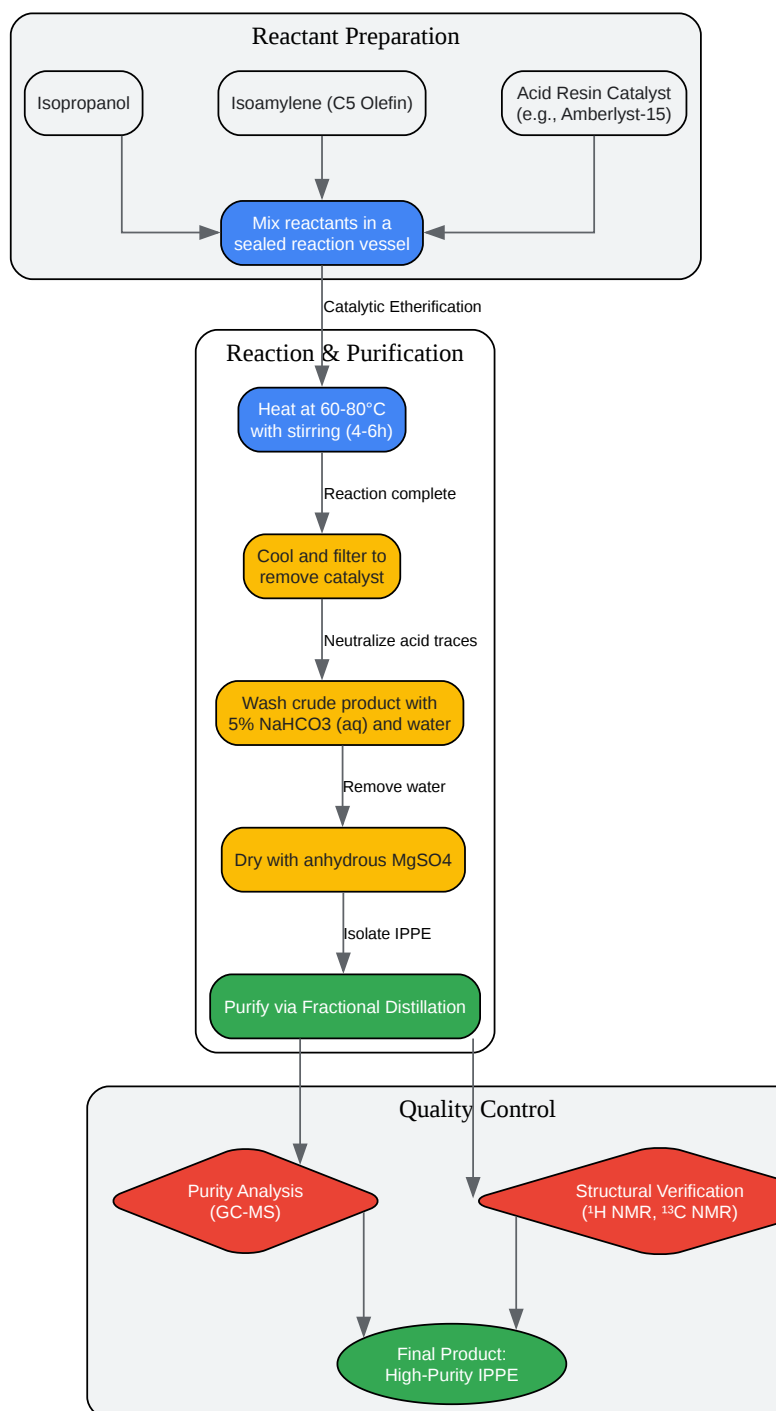 Reactant Preparation
Isopropanol
Isoamylene (C5 Olefin)
Acid Resin Catalyst
(e.g., Amberlyst-15)
Mix reactants in a
sealed reaction vessel
Catalytic Etherification
Reaction & Purification
Heat at 60-80°C
with stirring (4-6h)
Reaction complete
Cool and filter to
remove catalyst
Neutralize acid traces
Wash crude product with
5% NaHCO3 (aq) and water
Remove water
Dry with anhydrous MgSO4
Isolate IPPE
Purify via Fractional Distillation
Quality Control
Purity Analysis
(GC-MS)
Structural Verification
(¹H NMR, ¹³C NMR)
Final Product:
High-Purity IPPE